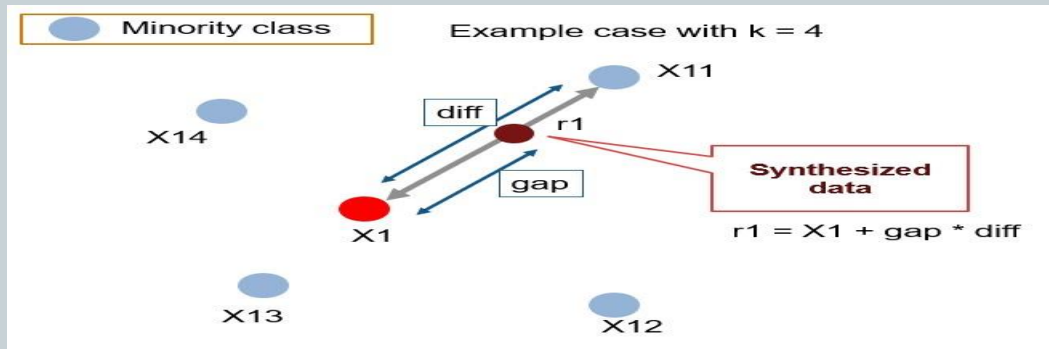 Minority class
Example case with k = 4
X11
diff
r1
X14
Synthesized
data
gap
r1 = X1 + gap * diff
X1
X13
X12